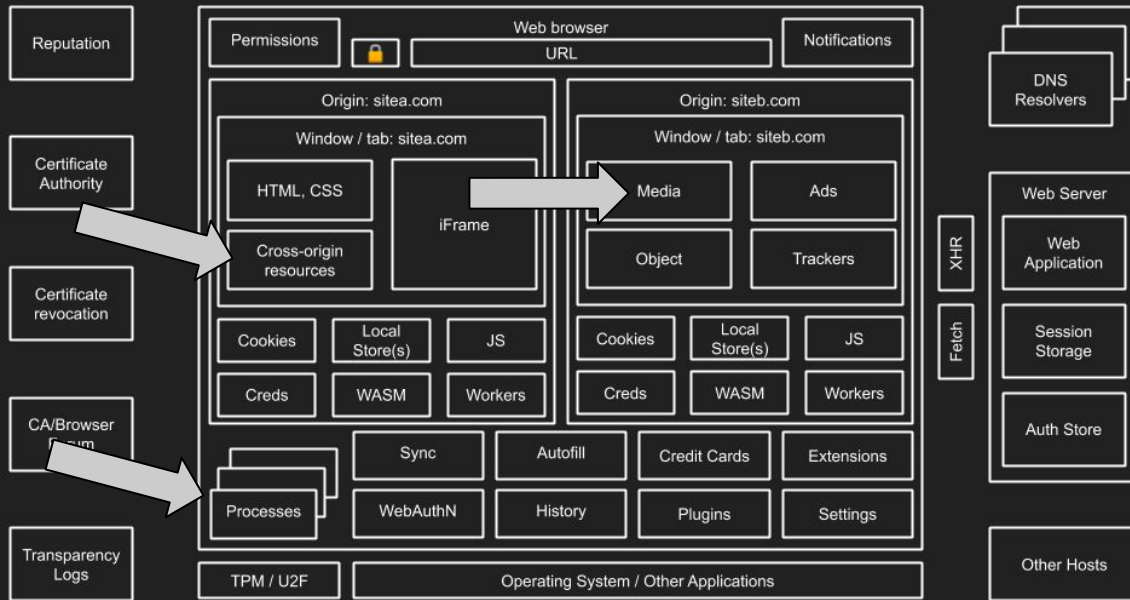 Reputation
Certificate
Authority
Certificate
revocation
CA/Browser
Transparency
Logs
Web browser
Permissions
URL
Notifications
Origin: sitea.com
Window / tab: sitea.com
HTML, CSS
Cross-origin
resources
iFrame
Cookies
Local
Store(s)
JS
Creds
WASM
Workers
Origin: siteb.com
Window / tab: siteb.com
Media
Ads
Object
Trackers
Cookies
Local
Store(s)
JS
Creds
WASM
Workers
Processes
Sync
Autofill
Credit Cards
Extensions
WebAuthN
History
Plugins
Settings
TPM / U2F
Operating System / Other Applications
XHR
Fetch
DNS
Resolvers
Web Server
Web
Application
Session
Storage
Auth Store
Other Hosts